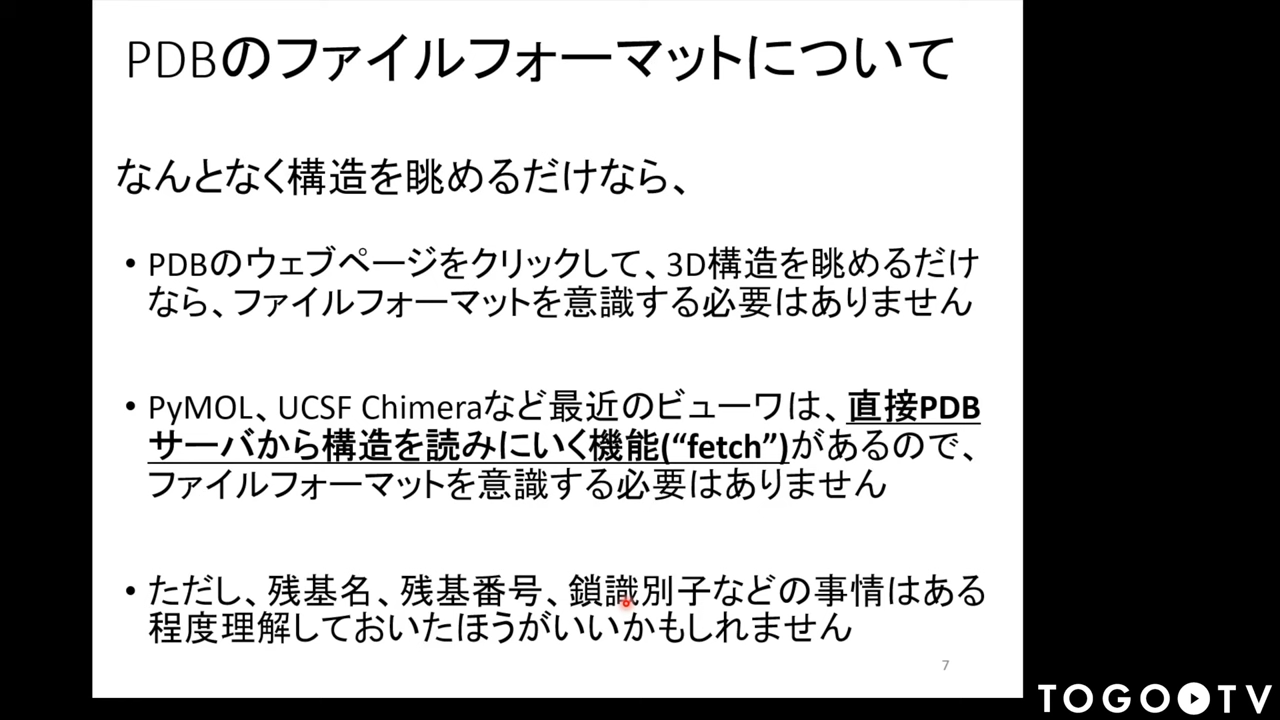 PDBのファイルフォーマットについて
なんとなく構造を眺めるだけなら、
• PDBのウェブページをクリックして、3D構造を眺めるだけ
なら、ファイルフォーマットを意識する必要はありません
• PyMOL、UCSF Chimeraなど最近のビューワは、直接PDB
サーバから構造を読みにいく機能(“fetch”)があるので、
ファイルフォーマットを意識する必要はありません
• ただし、残基名、残基番号、鎖識別子などの事情はある
程度理解しておいたほうがいいかもしれません
7
TOGO TV